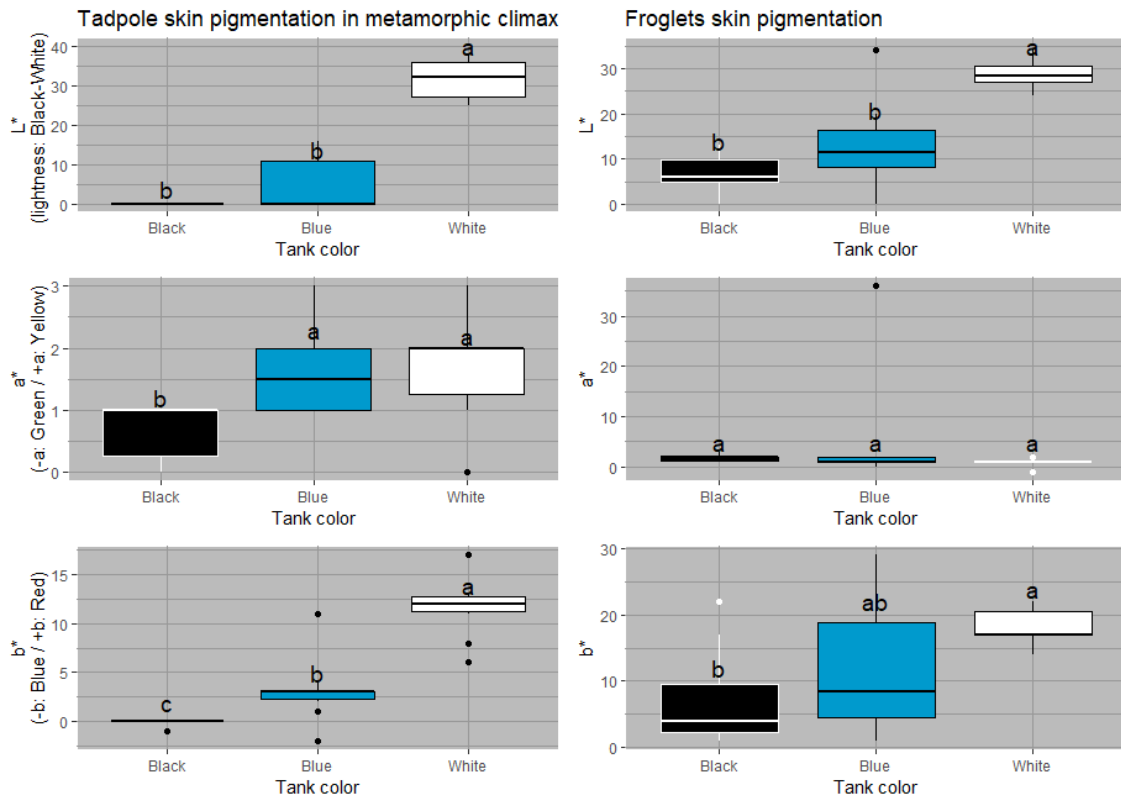 Tadpole skin pigmentation in metamorphic climax
L*
(lightness: Black-White)
40
30
20
10
0
b
b
a
Black
Blue
White
Tank color
Froglets skin pigmentation
L*
30
20
10
0
b
b
a
Black
Blue
White
Tank color
a*
(-a: Green / +a: Yellow)
3
2
1
0
b
a
a
Black
Blue
White
Tank color
a*
30
20
10
0
a
a
a
Black
Blue
White
Tank color
b*
(-b: Blue / +b: Red)
15
10
5
0
c
b
a
Black
Blue
White
Tank color
b*
30
20
10
0
b
ab
a
Black
Blue
White
Tank color